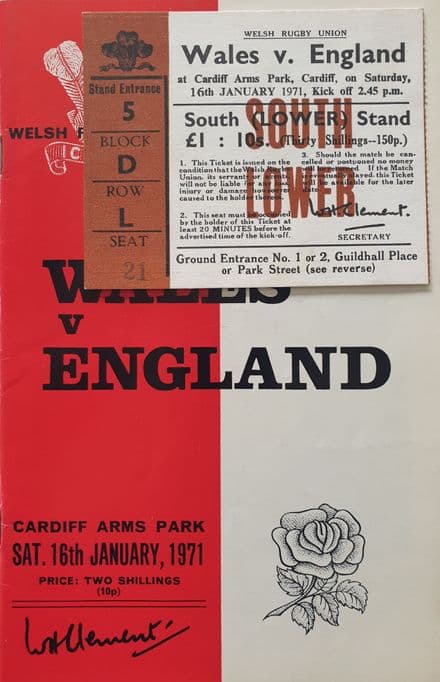 WELSH RUGBY UNION
Wales v. England
at Cardiff Arms Park, Cardiff, on Saturday,
16th JANUARY 1971, Kick off 2.45 p.m.
South (LOWER) Stand
£1 : 10s. (Thirty Shillings--150p.)
SOUTH
LOWER
1. This Ticket is issued on the
condition that the Welsh Rugby
Union, its servants or agents,
will not be liable for any
injury or damage howsoever
caused to the holder thereof.
2. This seat must be occupied
by the holder of this Ticket at
least 20 MINUTES before the
advertised time of the kick-off.
3. Should the match be can-
celled or postponed no money
will be refunded. If the Match
is eventually played, this Ticket
will be available for the later
date.
W H Clement.
SECRETARY
Ground Entrance No. 1 or 2, Guildhall Place
or Park Street (see reverse)
Stand Entrance
5
BLOCK
D
ROW
L
SEAT
21
WELSH R
WALES
V
ENGLAND
CARDIFF ARMS PARK
SAT. 16th JANUARY, 1971
PRICE: TWO SHILLINGS
(10p)
W H Clement